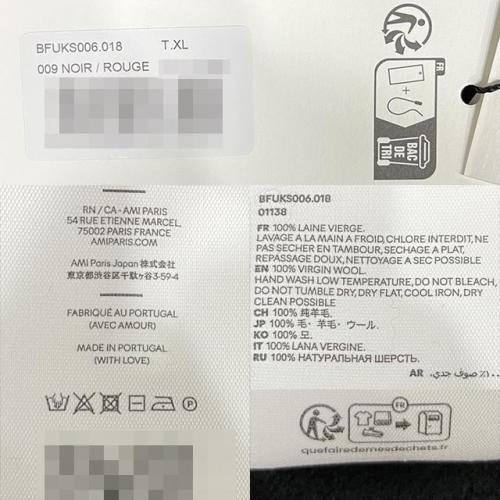 BFUKS006.018 T.XL
009 NOIR / ROUGE
FR
+
BAC
DE
TRI
RN / CA - AMI PARIS
54 RUE ETIENNE MARCEL,
75002 PARIS FRANCE
AMIPARIS.COM
AMI Paris Japan 株式会社
東京都渋谷区千駄ヶ谷3-59-4
FABRIQUÉ AU PORTUGAL
(AVEC AMOUR)
MADE IN PORTUGAL
(WITH LOVE)
P
BFUKS006.018
01138
FR 100% LAINE VIERGE.
LAVAGE A LA MAIN A FROID, CHLORE INTERDIT, NE
PAS SECHER EN TAMBOUR, SECHAGE A PLAT,
REPASSAGE DOUX, NETTOYAGE A SEC POSSIBLE
EN 100% VIRGIN WOOL.
HAND WASH LOW TEMPERATURE, DO NOT BLEACH,
DO NOT TUMBLE DRY, DRY FLAT, COOL IRON, DRY
CLEAN POSSIBLE
CH 100% 纯羊毛.
JP 100% 毛・羊毛・ウール.
KO 100% 모.
IT 100% LANA VERGINE.
RU 100% НАТУРАЛЬНАЯ ШЕРСТЬ.
AR ١٠٠٪ صوف جدي.
FR
quefairedemesdechets.fr